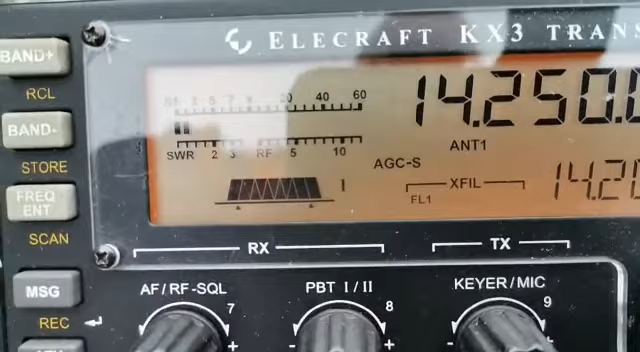 ELECRAFT KX3 TRANS
BAND+
RCL
BAND-
STORE
FREQ
ENT
SCAN
MSG
REC
20 40 60
14.250.0
SWR 2 3 RF 5 10
ANT1
AGC-S
XFIL
FL1
I
14.20
RX
TX
AF/RF-SQL
7
PBT I/II
8
KEYER/MIC
9
- +
- +
-